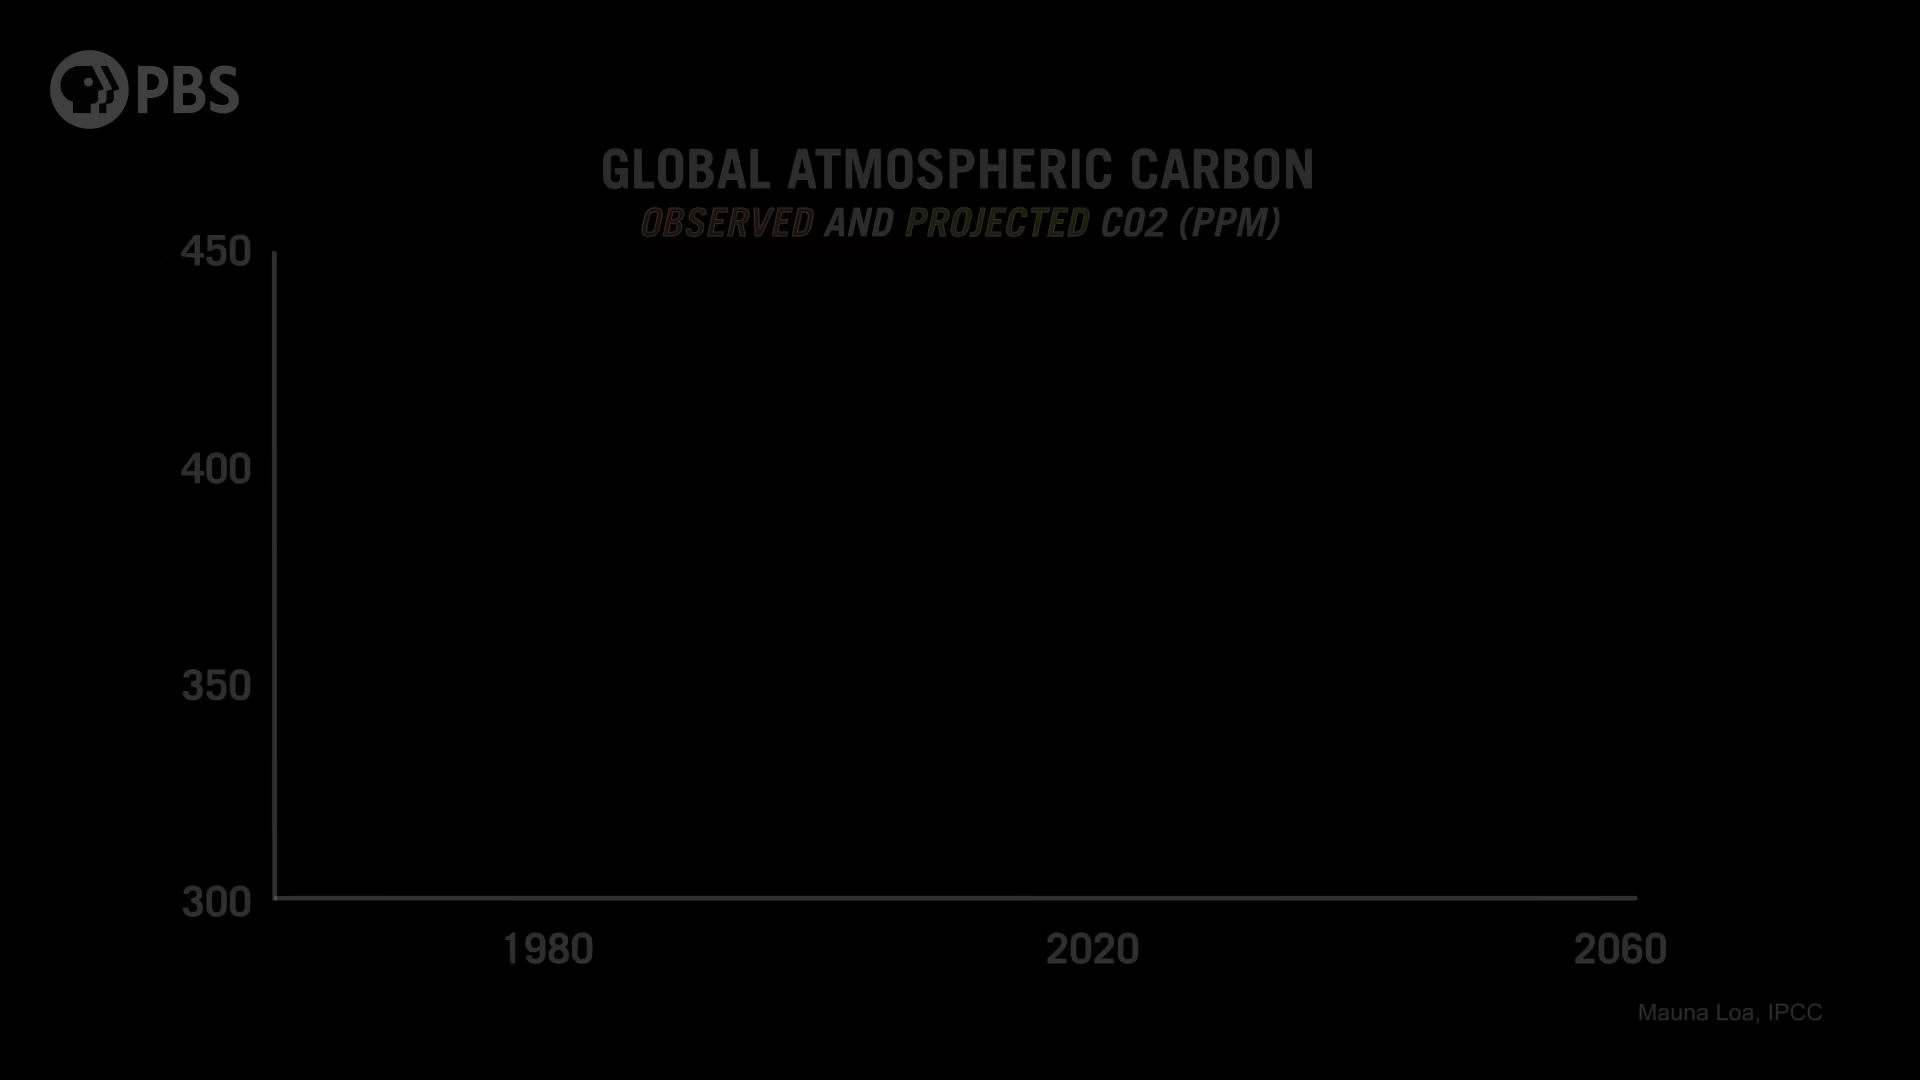 PBS
GLOBAL ATMOSPHERIC CARBON
OBSERVED AND PROJECTED CO2 (PPM)
450
400
350
300
1980 2020 2060
Mauna Loa, IPCC